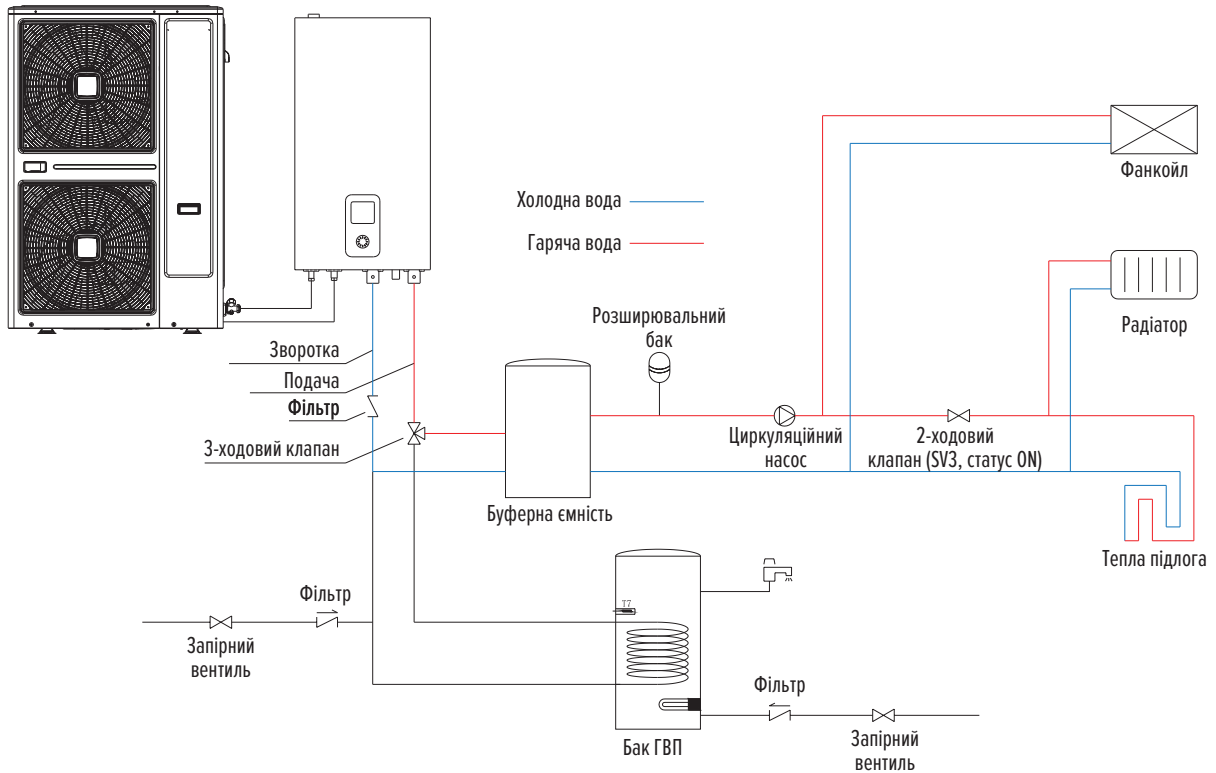 Фанкойл
Холодна вода
Гаряча вода
Розширювальний
бак
Радіатор
Зворотка
Подача
Фільтр
3-ходовий клапан
Циркуляційний
насос
2-ходовий
клапан (SV3, статус ON)
Буферна ємність
Тепла підлога
Фільтр
T7
Запірний
вентиль
Фільтр
Бак ГВП
Запірний
вентиль